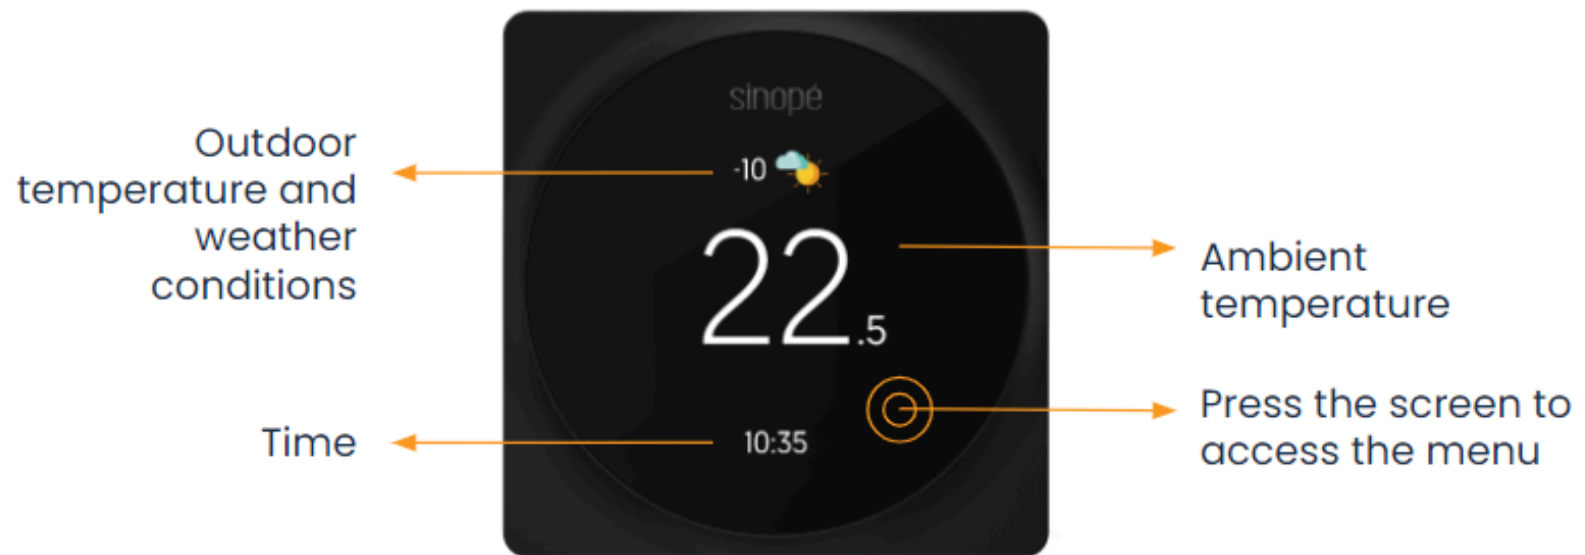 sinopé
Outdoor
temperature and
weather
conditions
-10
22.5
Ambient
temperature
Press the screen to
access the menu
Time
10:35